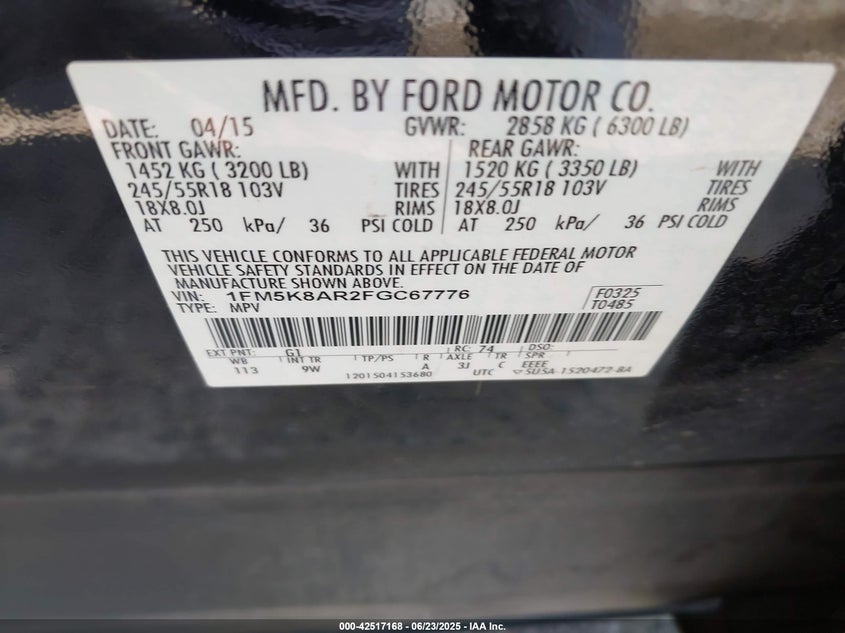 MFD. BY FORD MOTOR CO.
DATE: 04/15 GVWR: 2858 KG ( 6300 LB)
FRONT GAWR: REAR GAWR:
1452 KG ( 3200 LB) WITH 1520 KG ( 3350 LB) WITH
245/55R18 103V TIRES 245/55R18 103V TIRES
18X8.0J RIMS 18X8.0J RIMS
AT 250 kPa/ 36 PSI COLD AT 250 kPa/ 36 PSI COLD
THIS VEHICLE CONFORMS TO ALL APPLICABLE FEDERAL MOTOR
VEHICLE SAFETY STANDARDS IN EFFECT ON THE DATE OF
MANUFACTURE SHOWN ABOVE.
VIN: 1FM5K8AR2FGC67776 F0325
TYPE: MPV T0485
EXT PNT: G1 RC: 74 DSO:
WB INT TR TP/PS R AXLE TR SPR
113 9W A 3J C EEEE
1201504153680 UTC ▽ SU5A-1520472-BA
000-42517168 - 06/23/2025 - IAA Inc.